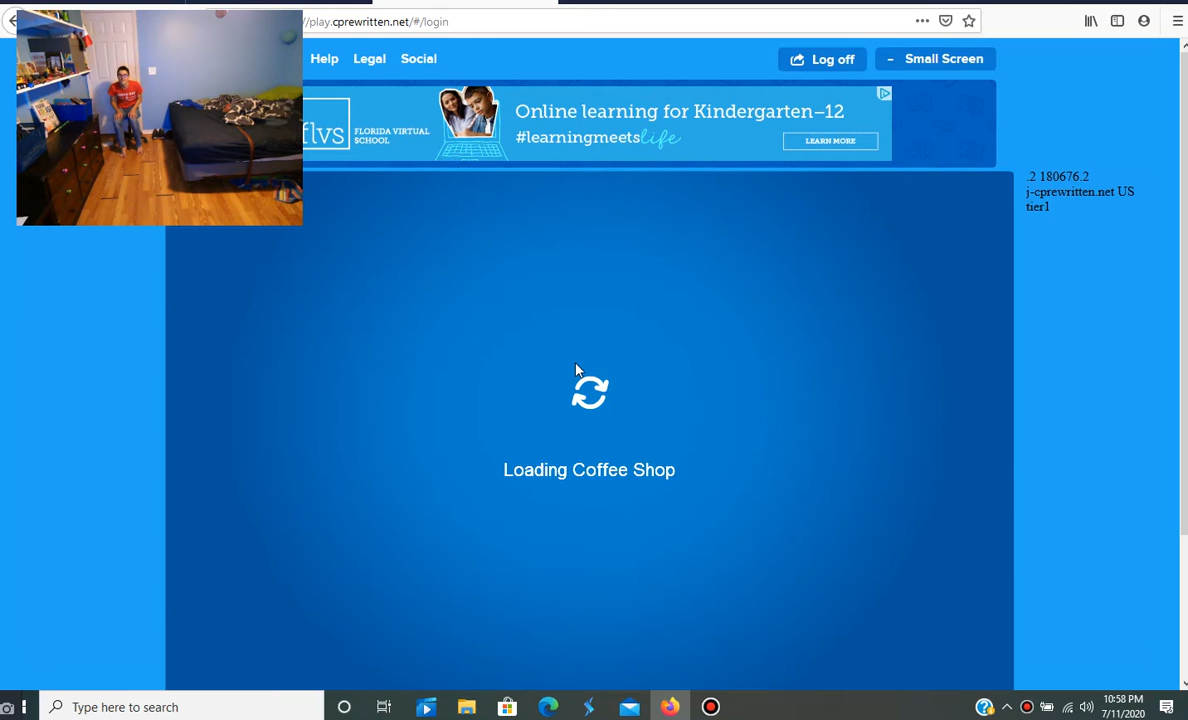 //play.cprewritten.net/#/login
Help Legal Social Log off - Small Screen
flvs FLORIDA VIRTUAL SCHOOL
Online learning for Kindergarten–12
#learningmeetslife LEARN MORE
.2 180676.2
j-cprewritten.net US
tier1
Loading Coffee Shop
Type here to search
10:58 PM
7/11/2020